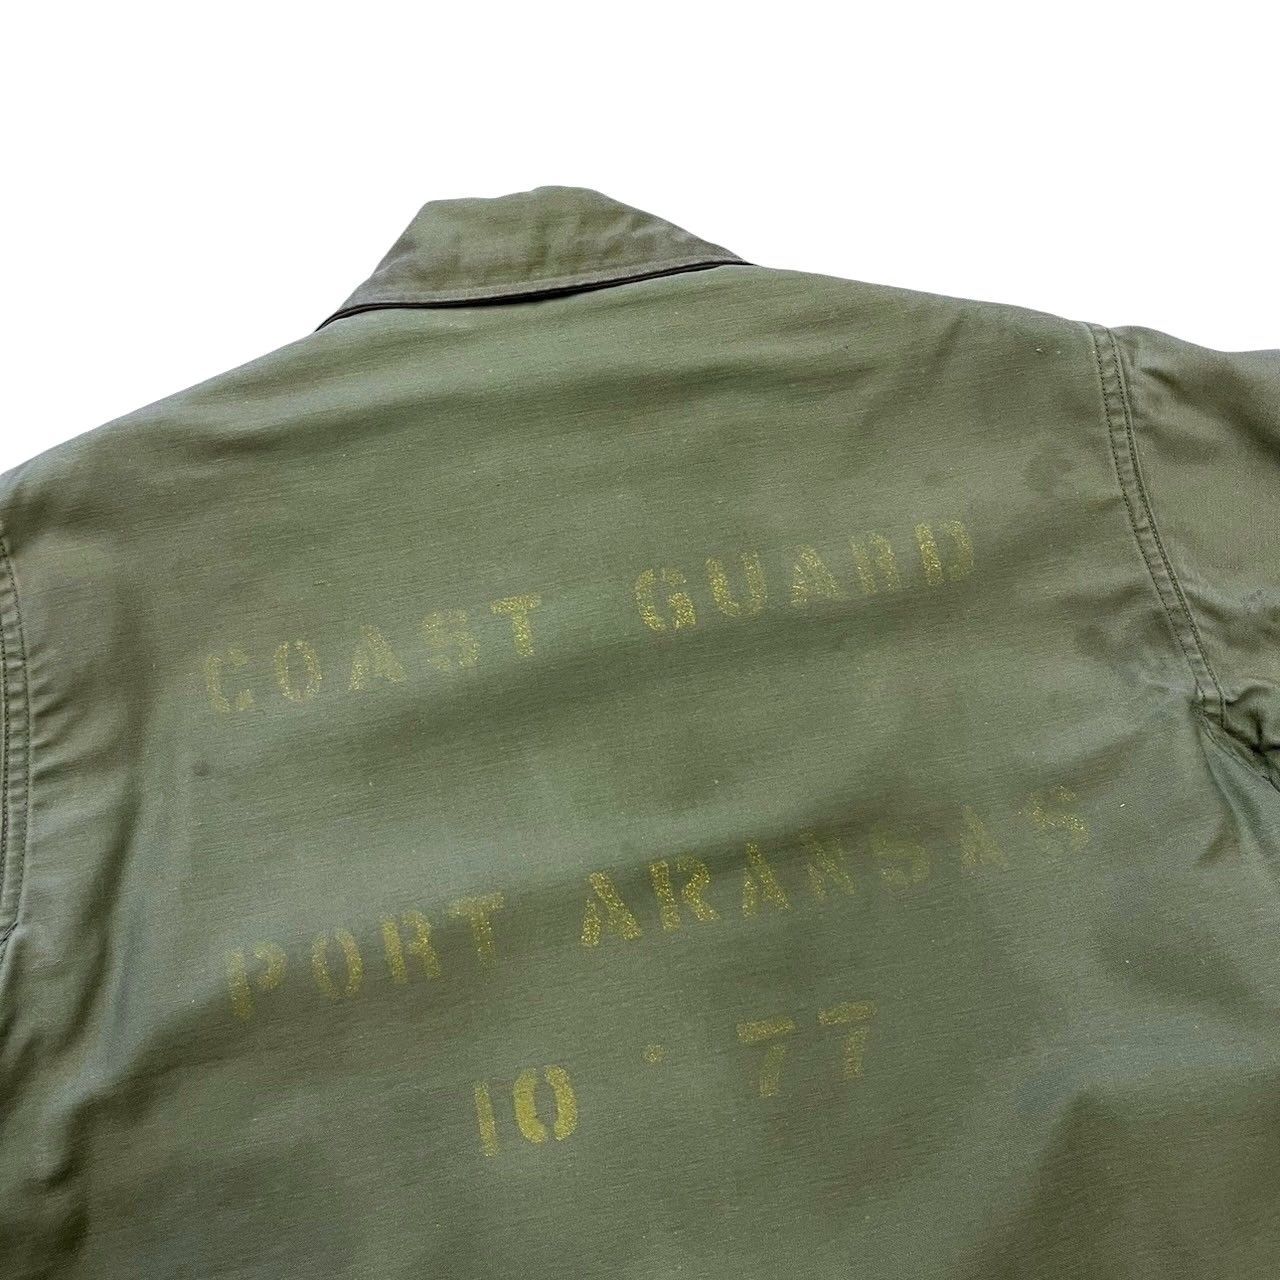 COAST GUARD
PORT ARANSAS
10 · 77